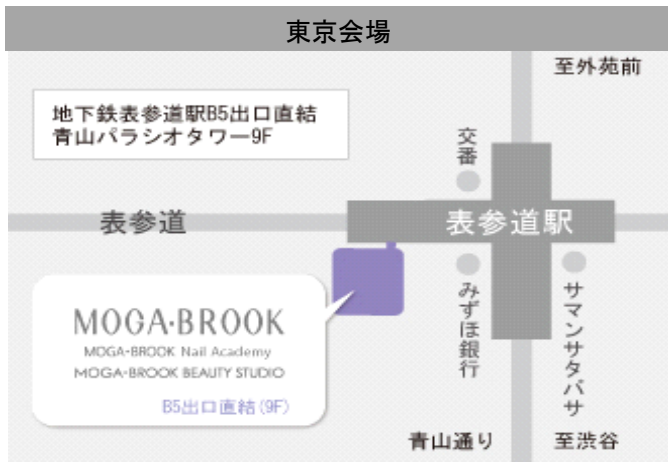 東京会場
至外苑前
地下鉄表参道駅B5出口直結
青山パラシオタワー9F
交番
表参道
表参道駅
みずほ銀行
サマンサタバサ
MOGA·BROOK
MOGA-BROOK Nail Academy
MOGA-BROOK BEAUTY STUDIO
B5出口直結(9F)
青山通り
至渋谷